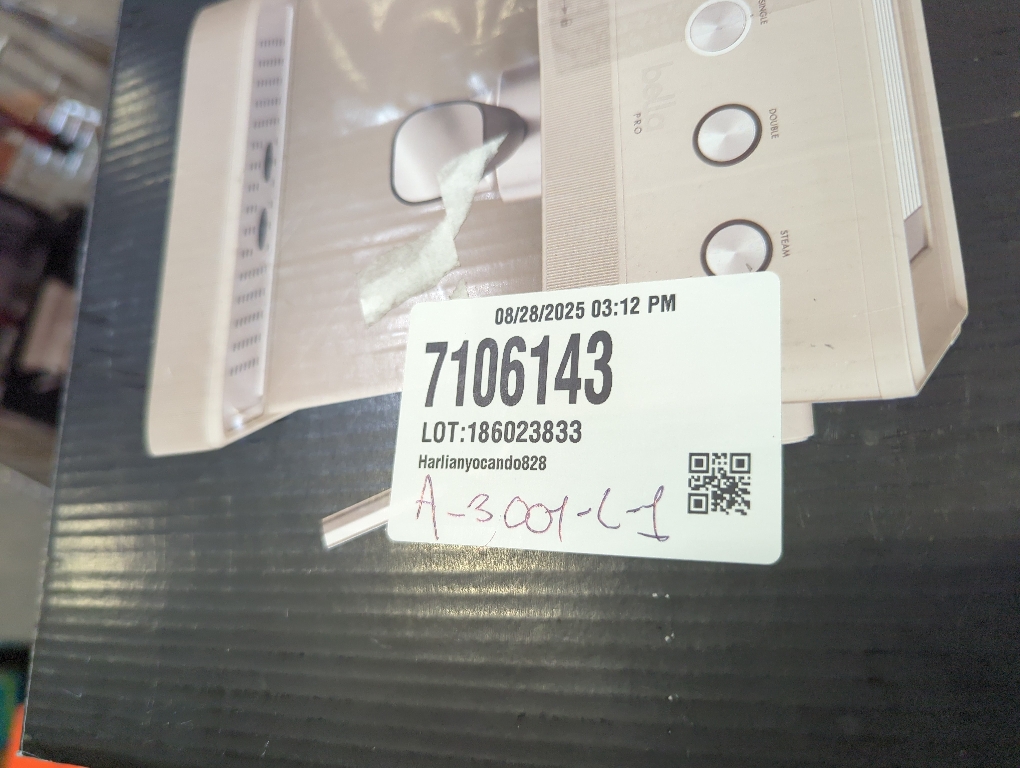 SINGLE
DOUBLE
STEAM
bella
PRO
08/28/2025 03:12 PM
7106143
LOT:186023833
Harlianyocando828
A-3001-L-1